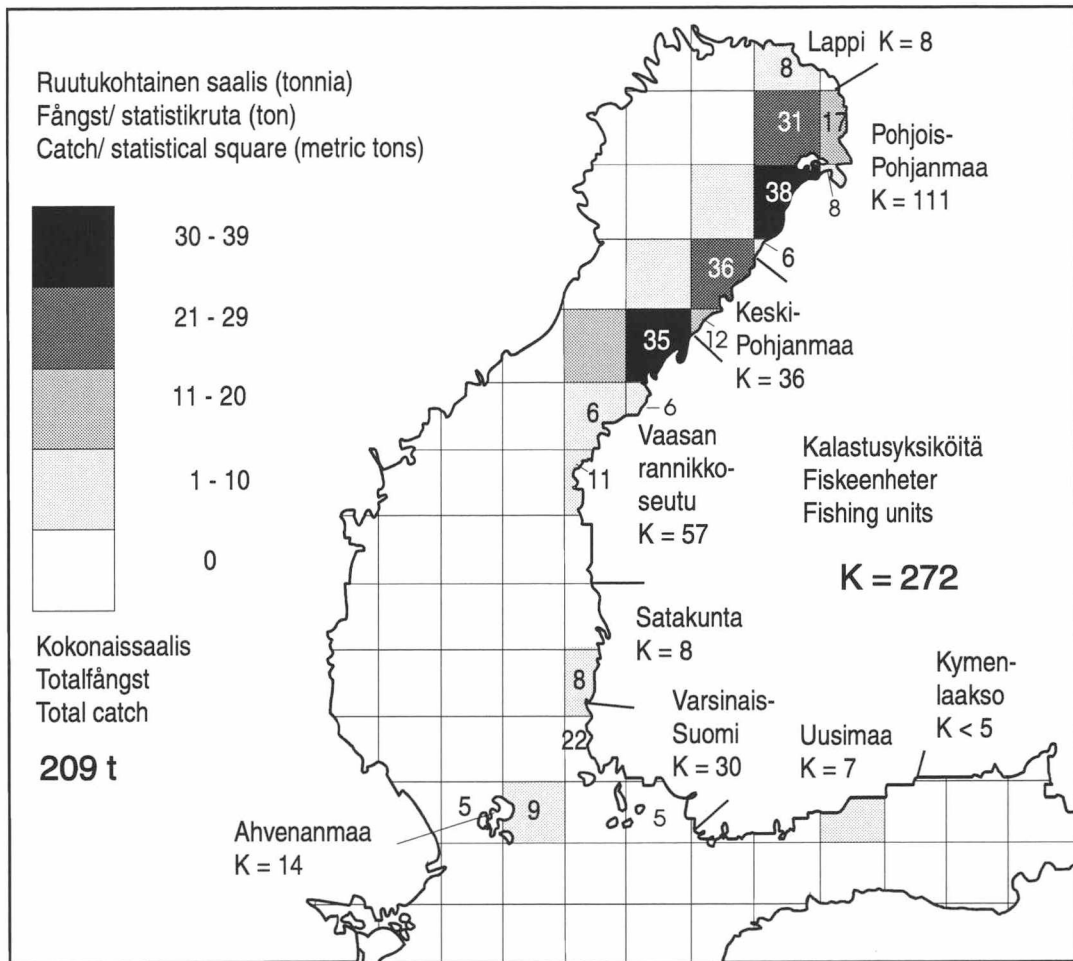 Ruutukohtainen saalis (tonnia)
Fångst/ statistikruta (ton)
Catch/ statistical square (metric tons)
30 - 39
21 - 29
11 - 20
1 - 10
0
Kokonaissaalis
Totalfångst
Total catch
209 t
Lappi K = 8
8
31
17
Pohjois-
Pohjanmaa
K = 111
38
8
6
36
Keski-
Pohjanmaa
K = 36
12
35
6
6
Vaasan
rannikko-
seutu
K = 57
11
Kalastusyksiköitä
Fiskeenheter
Fishing units
K = 272
Satakunta
K = 8
8
Varsinais-
Suomi
K = 30
22
Uusimaa
K = 7
Kymen-
laakso
K < 5
5
9
5
Ahvenanmaa
K = 14